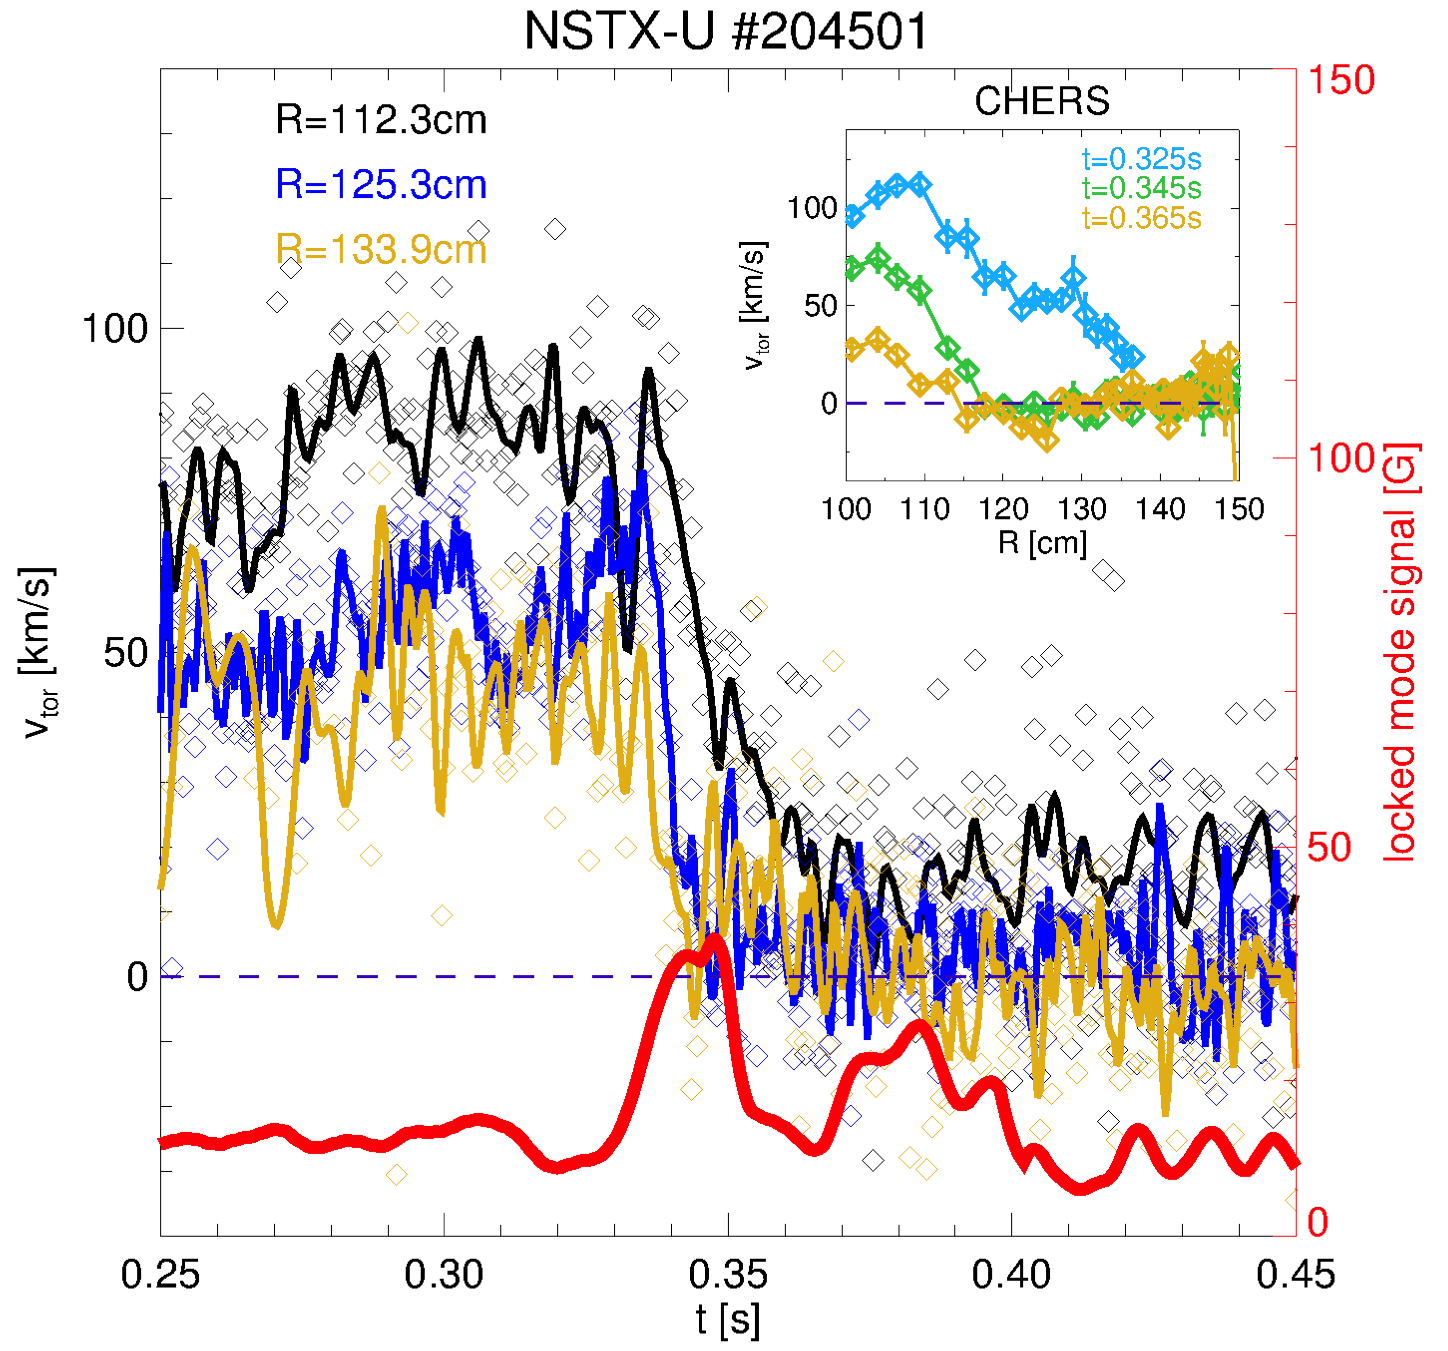 NSTX-U #204501
R=112.3cm
R=125.3cm
R=133.9cm
CHERS
t=0.325s
t=0.345s
t=0.365s
100
50
0
v_tor [km/s]
100 110 120 130 140 150
R [cm]
100
50
0
v_tor [km/s]
150
100
50
0
locked mode signal [G]
0.25 0.30 0.35 0.40 0.45
t [s]